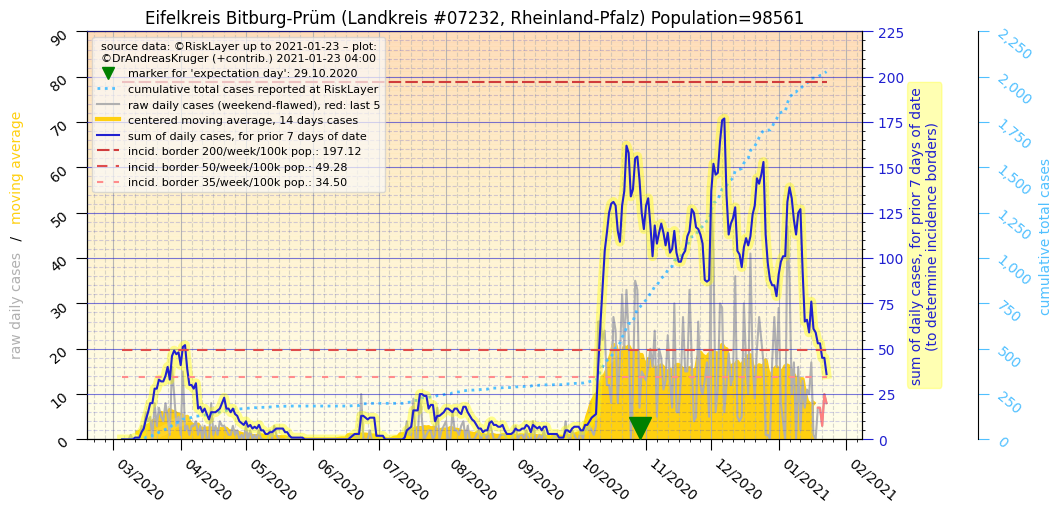 Eifelkreis Bitburg-Prüm (Landkreis #07232, Rheinland-Pfalz) Population=98561
source data: ©RiskLayer up to 2021-01-23 – plot:
©DrAndreasKruger (+contrib.) 2021-01-23 04:00
marker for 'expectation day': 29.10.2020
cumulative total cases reported at RiskLayer
raw daily cases (weekend-flawed), red: last 5
centered moving average, 14 days cases
sum of daily cases, for prior 7 days of date
incid. border 200/week/100k pop.: 197.12
incid. border 50/week/100k pop.: 49.28
incid. border 35/week/100k pop.: 34.50
raw daily cases / moving average
90
80
70
60
50
40
30
20
10
0
03/2020
04/2020
05/2020
06/2020
07/2020
08/2020
09/2020
10/2020
11/2020
12/2020
01/2021
02/2021
225
200
175
150
125
100
75
50
25
0
sum of daily cases, for prior 7 days of date
(to determine incidence borders)
2,250
2,000
1,750
1,500
1,250
1,000
750
500
250
0
cumulative total cases